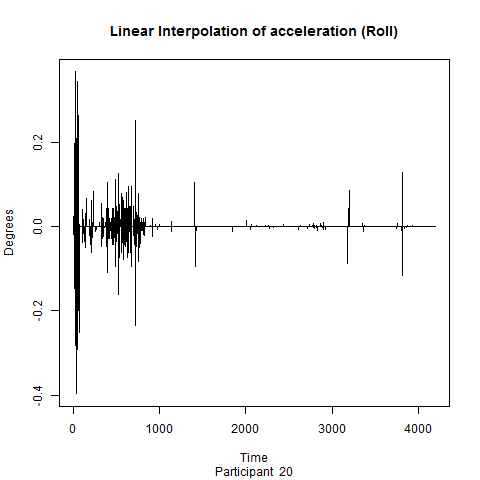 Linear Interpolation of acceleration (Roll)
Degrees
0.2
0.0
-0.2
-0.4
0 1000 2000 3000 4000
Time
Participant 20